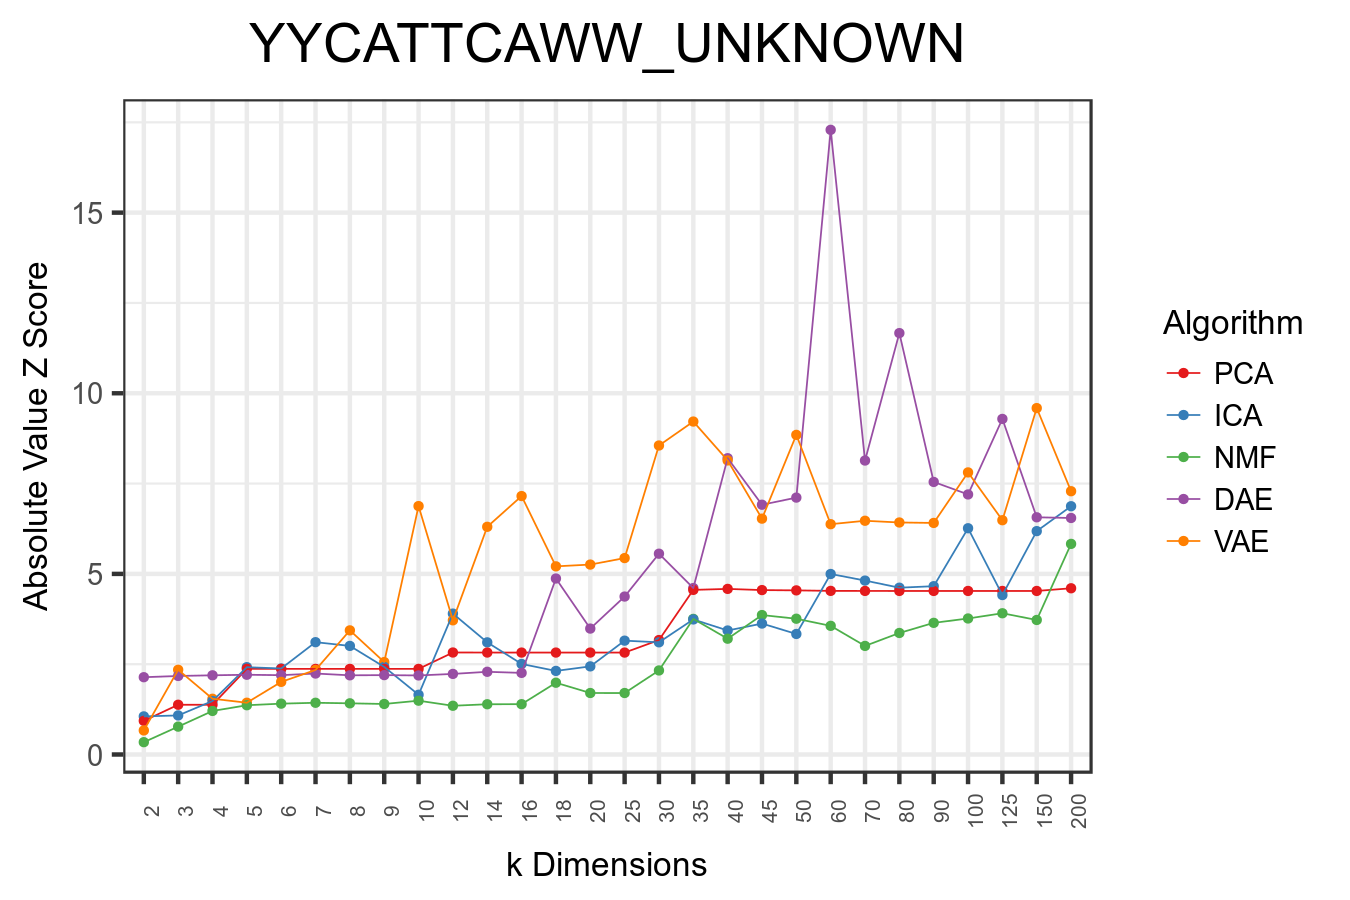 YYCATTCAWW_UNKNOWN
Absolute Value Z Score
15
10
5
0
2 3 4 5 6 7 8 9 10 12 14 16 18 20 25 30 35 40 45 50 60 70 80 90 100 125 150 200
k Dimensions
Algorithm
PCA
ICA
NMF
DAE
VAE